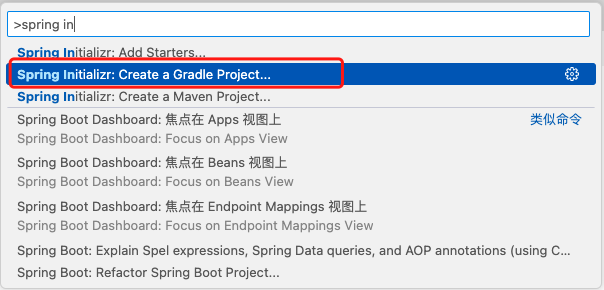 >spring in
Spring Initializr: Add Starters...
Spring Initializr: Create a Gradle Project...
Spring Initializr: Create a Maven Project...
Spring Boot Dashboard: 焦点在 Apps 视图上 类似命令
Spring Boot Dashboard: Focus on Apps View
Spring Boot Dashboard: 焦点在 Beans 视图上
Spring Boot Dashboard: Focus on Beans View
Spring Boot Dashboard: 焦点在 Endpoint Mappings 视图上
Spring Boot Dashboard: Focus on Endpoint Mappings View
Spring Boot: Explain Spel expressions, Spring Data queries, and AOP annotations (using C...
Spring Boot: Refactor Spring Boot Project...